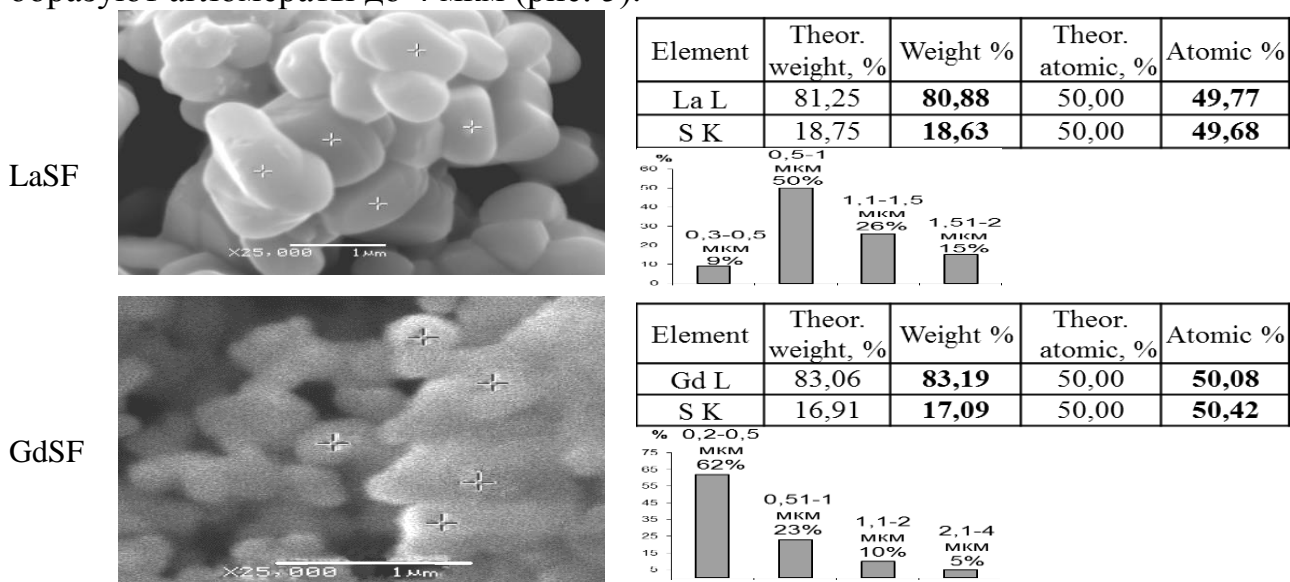 образуют агломераты до 4 мкм (рис. 5).
LaSF
X25,000 1μm
Element Theor. weight, % Weight % Theor. atomic, % Atomic %
La L 81,25 80,88 50,00 49,77
S K 18,75 18,63 50,00 49,68
%
60
50
40
30
20
10
0
0,3-0,5 мкм 9%
0,5-1 мкм 50%
1,1-1,5 мкм 26%
1,51-2 мкм 15%
GdSF
X25,000 1μm
Element Theor. weight, % Weight % Theor. atomic, % Atomic %
Gd L 83,06 83,19 50,00 50,08
S K 16,91 17,09 50,00 50,42
%
75
65
55
45
35
25
15
5
0,2-0,5 мкм 62%
0,51-1 мкм 23%
1,1-2 мкм 10%
2,1-4 мкм 5%